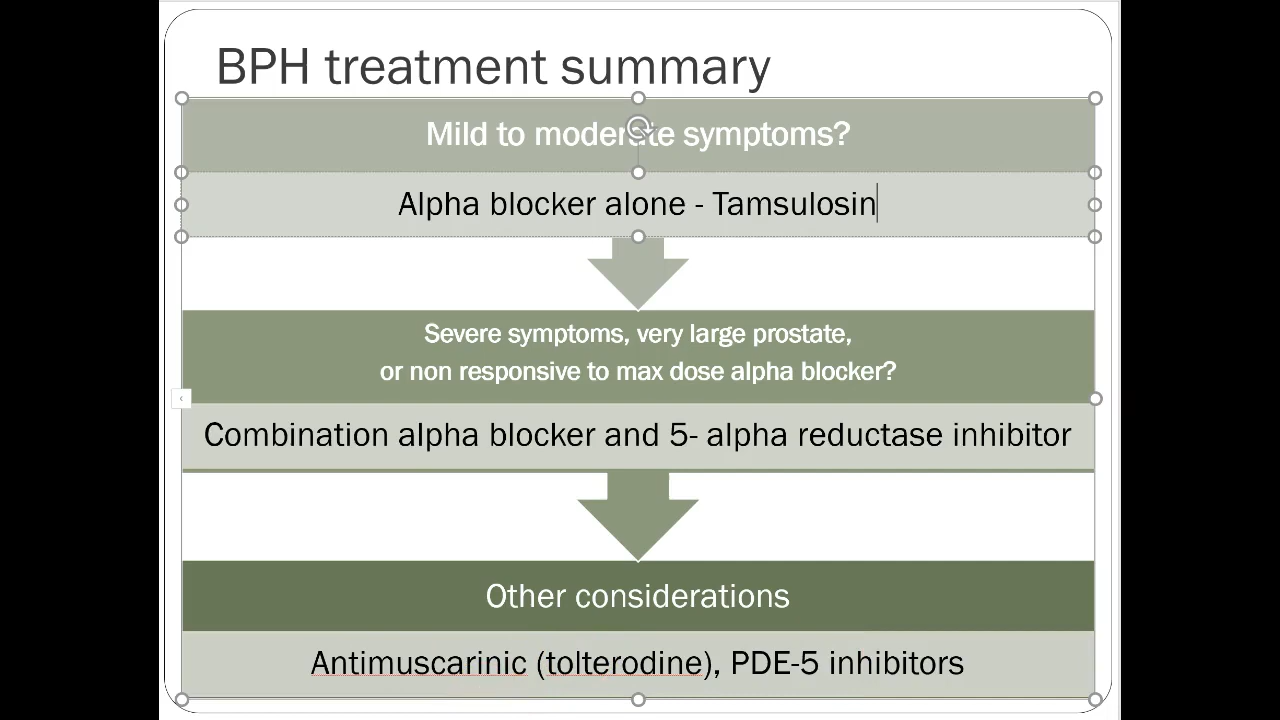 BPH treatment summary
Mild to moderate symptoms?
Alpha blocker alone - Tamsulosin
Severe symptoms, very large prostate,
or non responsive to max dose alpha blocker?
Combination alpha blocker and 5- alpha reductase inhibitor
Other considerations
Antimuscarinic (tolterodine), PDE-5 inhibitors